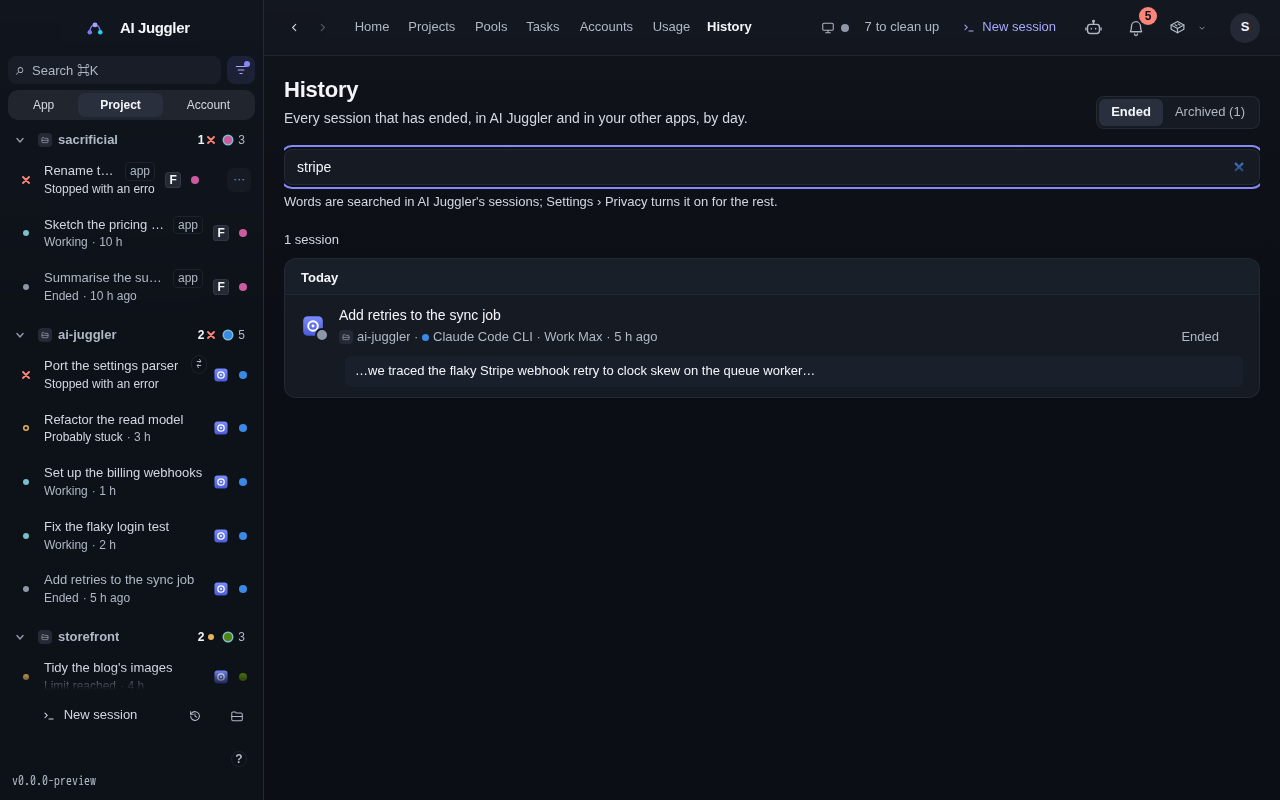 AI Juggler
Search ⌘K
App Project Account
sacrificial 1 3
Rename t… app
Stopped with an erro F
Sketch the pricing … app
Working · 10 h F
Summarise the su… app
Ended · 10 h ago F
ai-juggler 2 5
Port the settings parser
Stopped with an error
Refactor the read model
Probably stuck · 3 h
Set up the billing webhooks
Working · 1 h
Fix the flaky login test
Working · 2 h
Add retries to the sync job
Ended · 5 h ago
storefront 2 3
Tidy the blog's images
Limit reached · 4 h
New session
?
v0.0.0-preview
Home Projects Pools Tasks Accounts Usage History 7 to clean up New session 5 S
History
Every session that has ended, in AI Juggler and in your other apps, by day.
Ended Archived (1)
stripe
Words are searched in AI Juggler's sessions; Settings › Privacy turns it on for the rest.
1 session
Today
Add retries to the sync job
ai-juggler · Claude Code CLI · Work Max · 5 h ago Ended
…we traced the flaky Stripe webhook retry to clock skew on the queue worker…